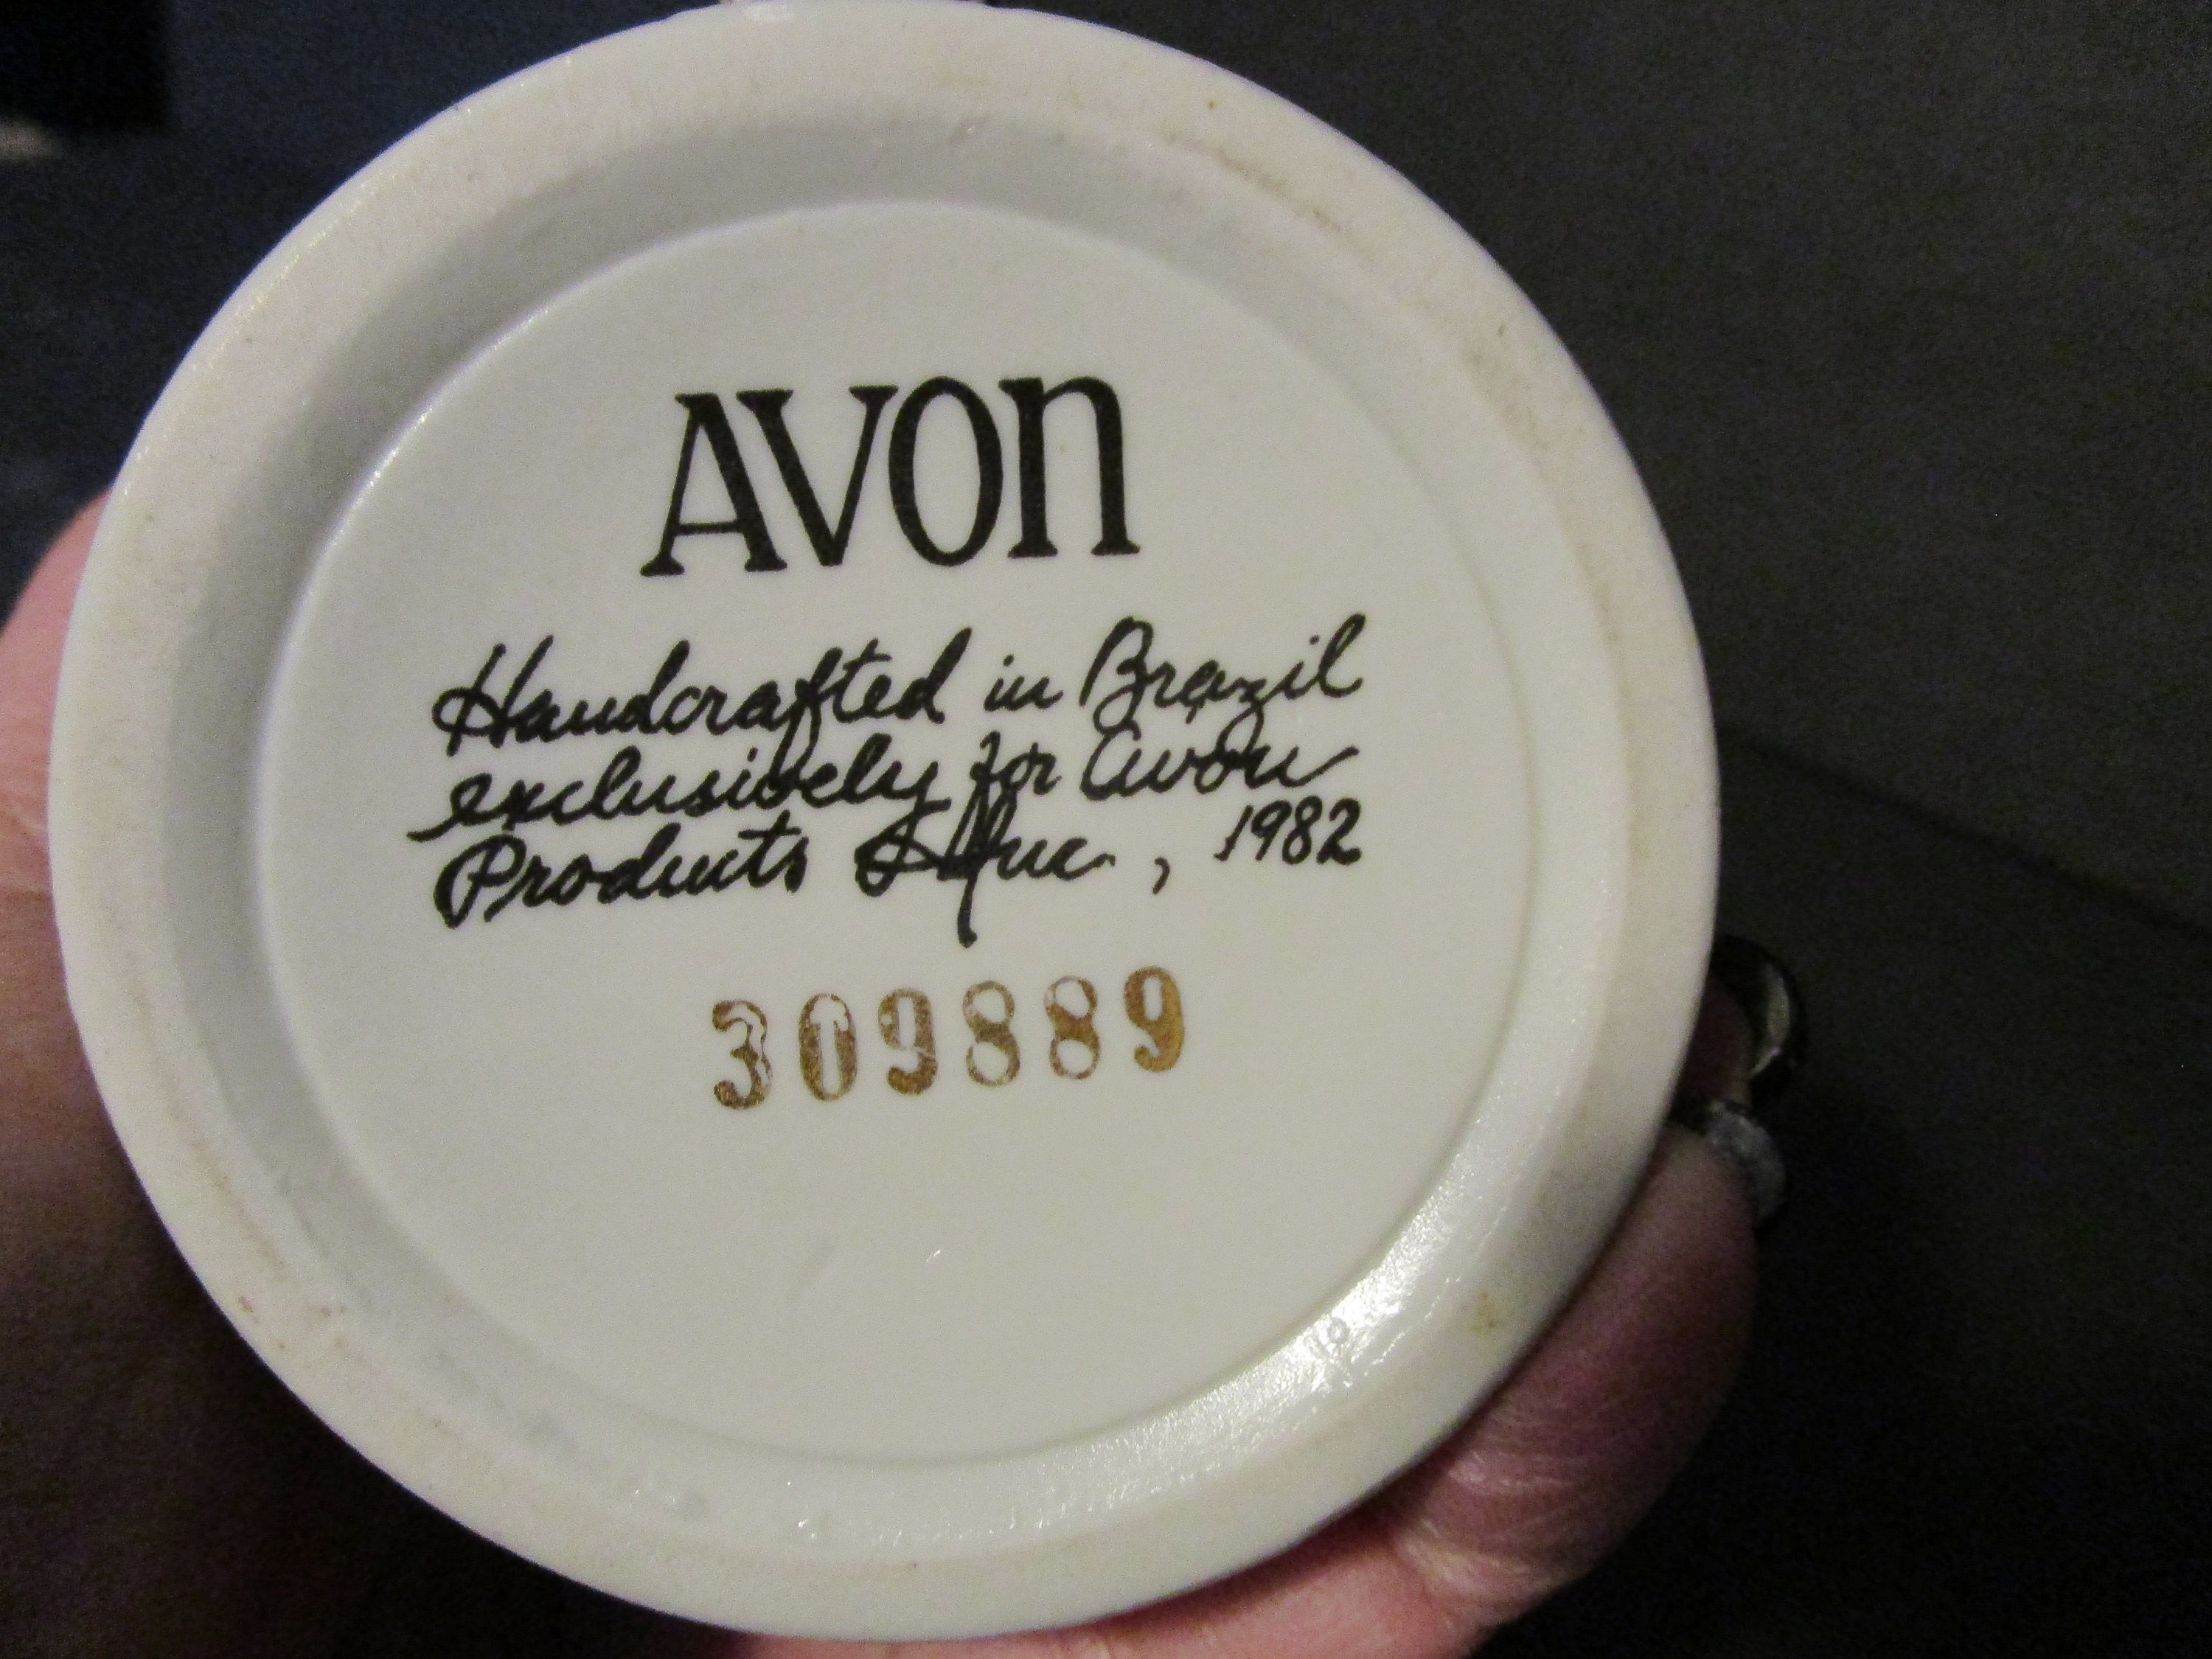 AVON
Handcrafted in Brazil
exclusively for Avon
Products Inc., 1982
309889